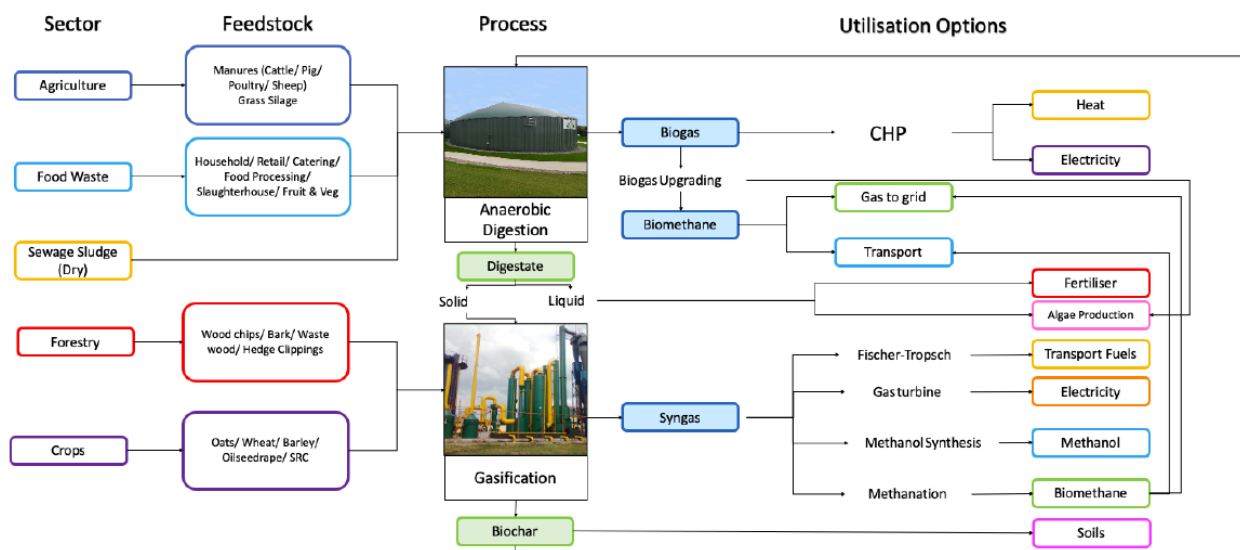 Sector
Feedstock
Process
Utilisation Options
Agriculture
Manures (Cattle/ Pig/
Poultry/ Sheep)
Grass Silage
Food Waste
Household/ Retail/ Catering/
Food Processing/
Slaughterhouse/ Fruit & Veg
Sewage Sludge
(Dry)
Forestry
Wood chips/ Bark/ Waste
wood/ Hedge Clippings
Crops
Oats/ Wheat/ Barley/
Oilseedrape/ SRC
Anaerobic
Digestion
Digestate
Solid
Liquid
Gasification
Biochar
Biogas
Biogas Upgrading
Biomethane
Syngas
CHP
Heat
Electricity
Gas to grid
Transport
Fertiliser
Algae Production
Fischer-Tropsch
Transport Fuels
Gas turbine
Electricity
Methanol Synthesis
Methanol
Methanation
Biomethane
Soils